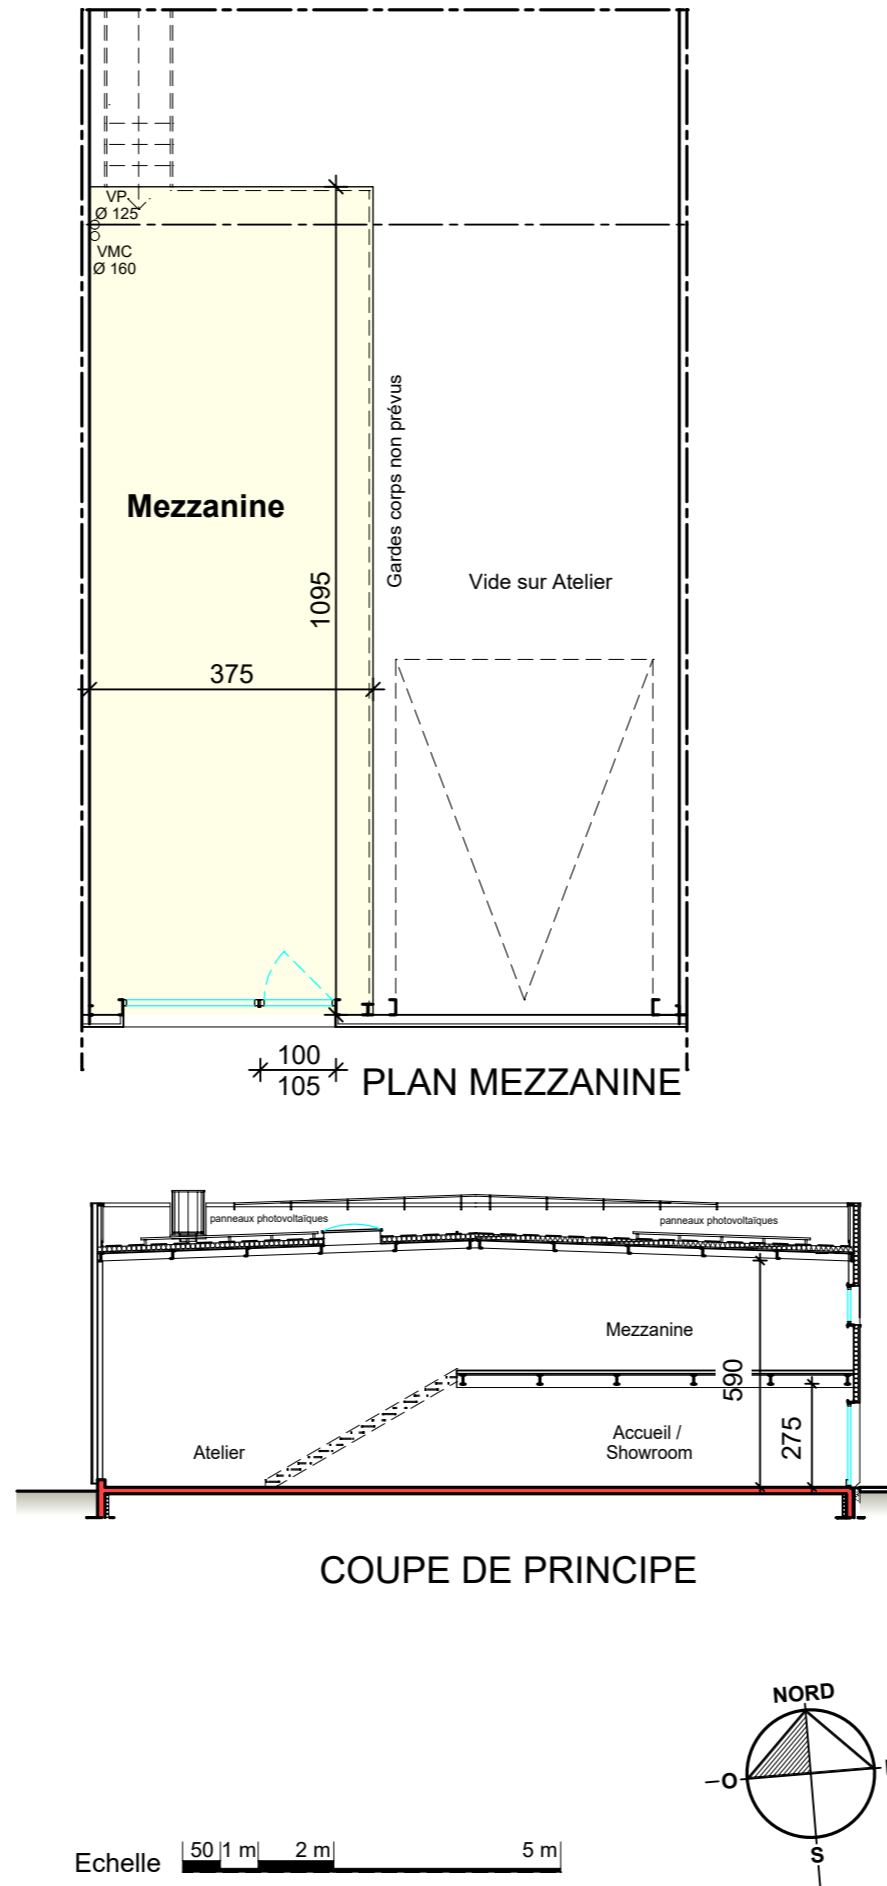 VP
Ø 125
VMC
Ø 160
Gardes corps non prévus
Mezzanine
1095
Vide sur Atelier
375
100
105
PLAN MEZZANINE
panneaux photovoltaïques
panneaux photovoltaïques
Mezzanine
590
Accueil /
Showroom
275
Atelier
COUPE DE PRINCIPE
NORD
O
S
Echelle
50 1 m 2 m 5 m